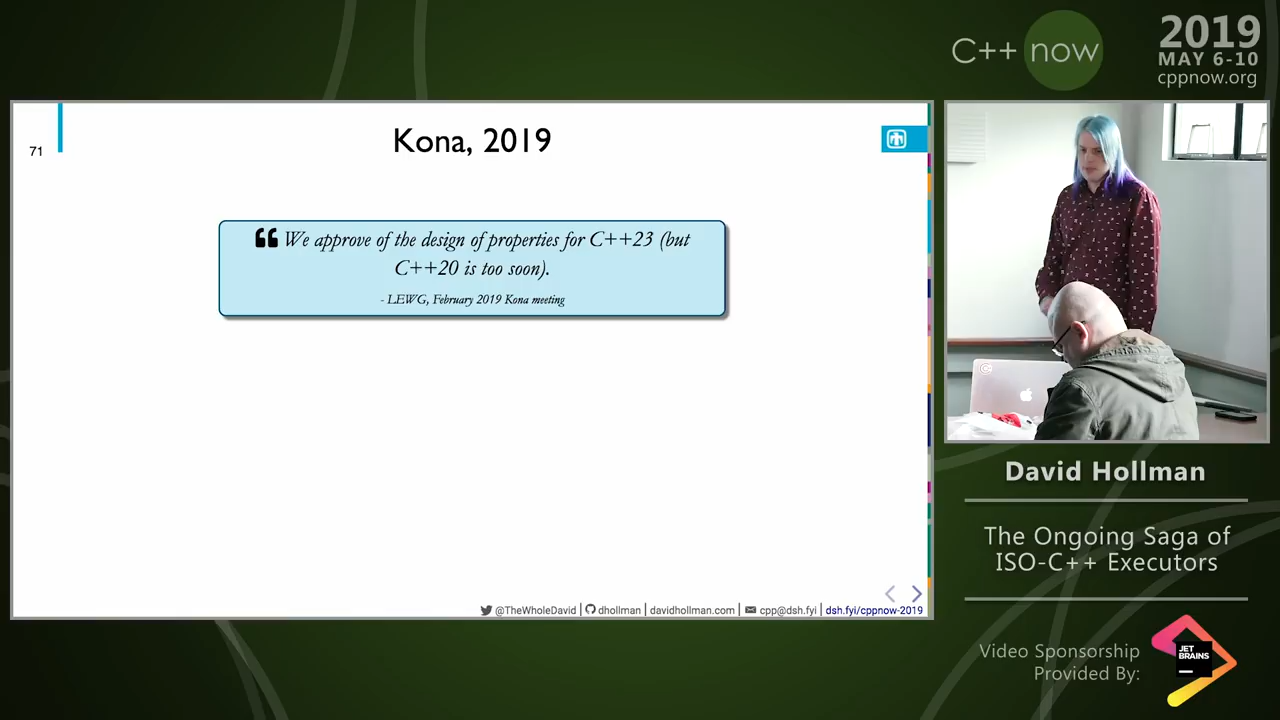 C++ now
2019
MAY 6-10
cppnow.org
71
Kona, 2019
❝ We approve of the design of properties for C++23 (but
C++20 is too soon).
- LEWG, February 2019 Kona meeting
@TheWholeDavid | dhollman | davidhollman.com | cpp@dsh.fyi | dsh.fyi/cppnow-2019
David Hollman
The Ongoing Saga of
ISO-C++ Executors
Video Sponsorship
Provided By:
JET
BRAINS